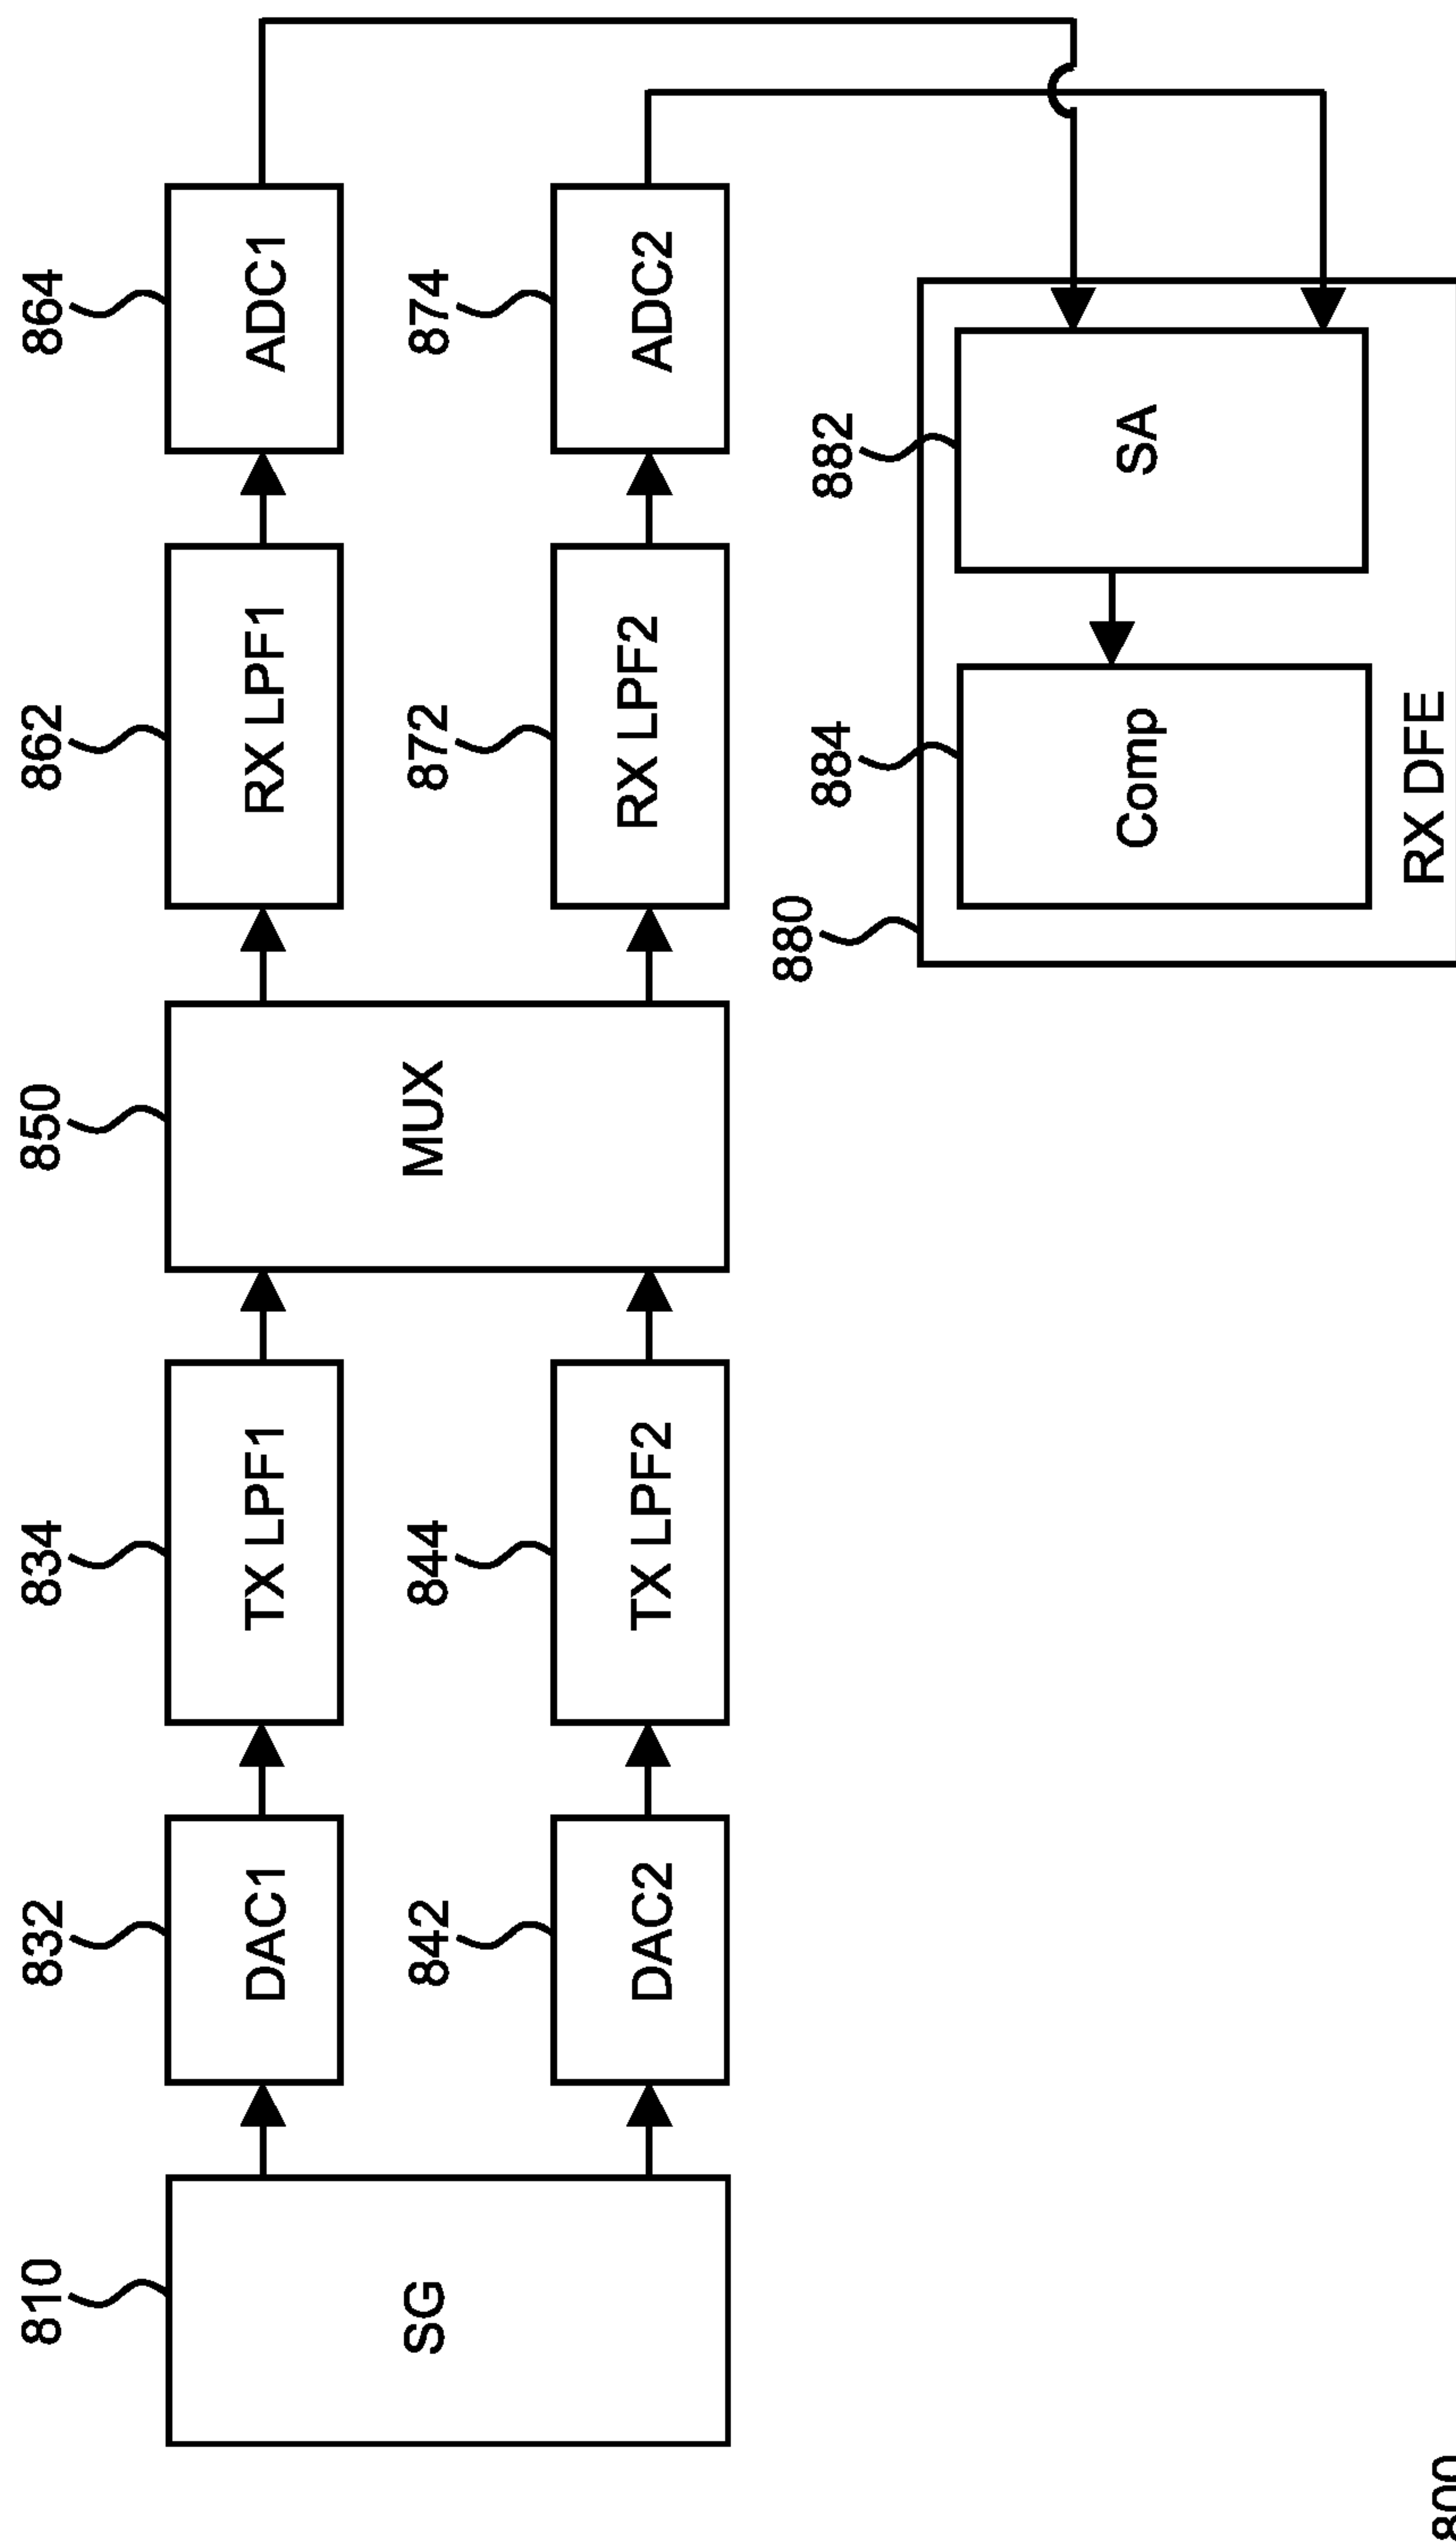 810
SG
832
DAC1
834
TX LPF1
850
MUX
862
RX LPF1
864
ADC1
842
DAC2
844
TX LPF2
872
RX LPF2
874
ADC2
880
884
Comp
882
SA
RX DFE
800